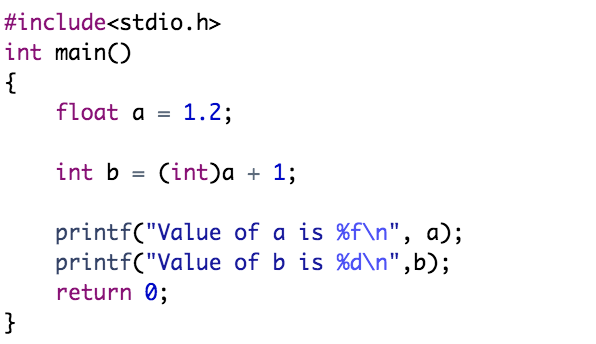 #include<stdio.h>
int main()
{
    float a = 1.2;
    int b = (int)a + 1;
    printf("Value of a is %f\n", a);
    printf("Value of b is %d\n",b);
    return 0;
}